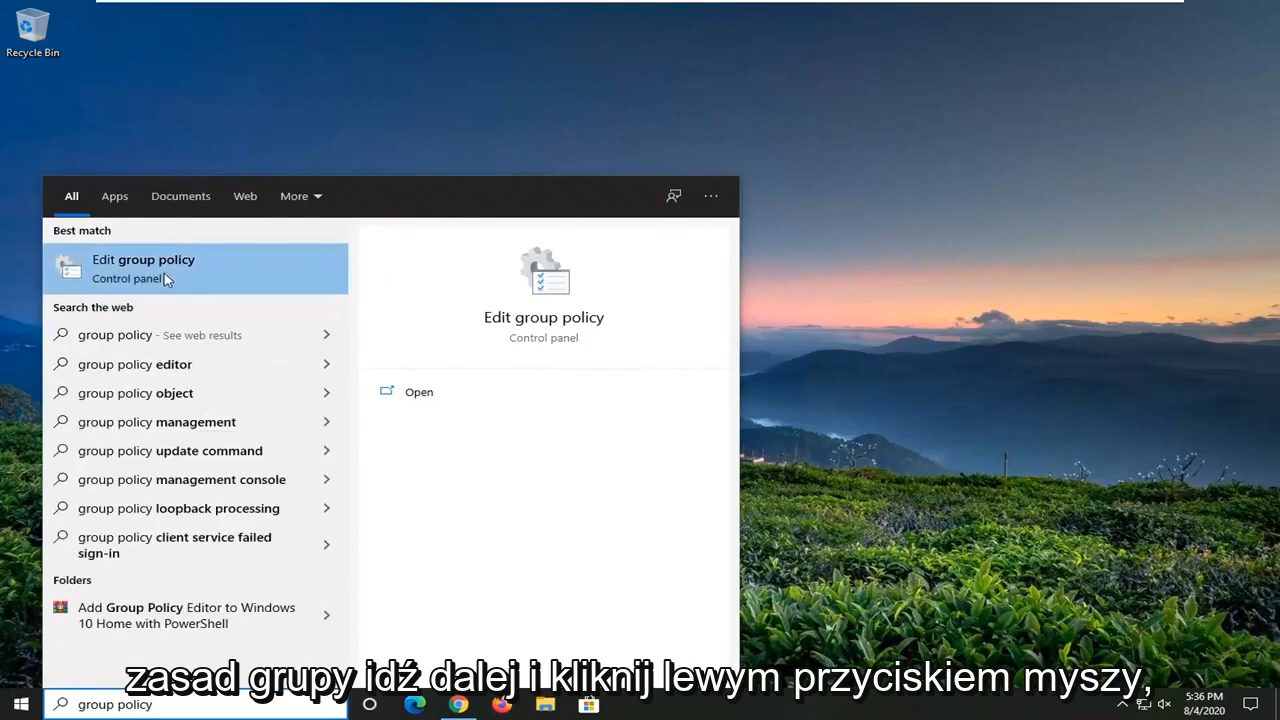 Recycle Bin
All
Apps
Documents
Web
More
Best match
Edit group policy
Control panel
Search the web
group policy - See web results
group policy editor
group policy object
group policy management
group policy update command
group policy management console
group policy loopback processing
group policy client service failed
sign-in
Folders
Add Group Policy Editor to Windows
10 Home with PowerShell
Edit group policy
Control panel
Open
zasad grupy idź dalej i kliknij lewym przyciskiem myszy,
group policy
5:36 PM
8/4/2020